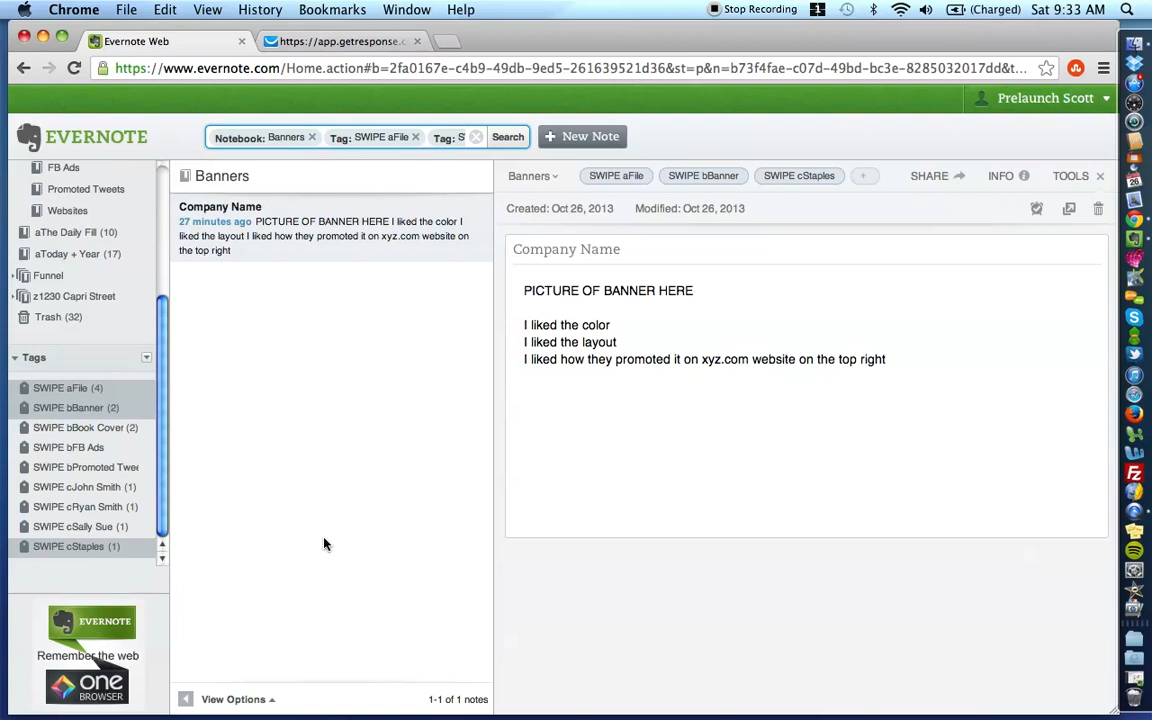 Chrome File Edit View History Bookmarks Window Help
Stop Recording 1 (Charged) Sat 9:33 AM
Evernote Web
https://app.getresponse.c
https://www.evernote.com/Home.action#b=2fa0167e-c4b9-49db-9ed5-261639521d36&st=p&n=b73f4fae-c07d-49bd-bc3e-8285032017dd&t...
Prelaunch Scott
EVERNOTE
Notebook: Banners Tag: SWIPE aFile Tag: S Search
+ New Note
FB Ads
Promoted Tweets
Websites
aThe Daily Fill (10)
aToday + Year (17)
Funnel
z1230 Capri Street
Trash (32)
Tags
SWIPE aFile (4)
SWIPE bBanner (2)
SWIPE bBook Cover (2)
SWIPE bFB Ads
SWIPE bPromoted Twee
SWIPE cJohn Smith (1)
SWIPE cRyan Smith (1)
SWIPE cSally Sue (1)
SWIPE cStaples (1)
EVERNOTE
Remember the web
ONE
BROWSER
Banners
Company Name
27 minutes ago PICTURE OF BANNER HERE I liked the color I
liked the layout I liked how they promoted it on xyz.com website on
the top right
View Options
1-1 of 1 notes
Banners SWIPE aFile SWIPE bBanner SWIPE cStaples + SHARE INFO TOOLS
Created: Oct 26, 2013 Modified: Oct 26, 2013
Company Name
PICTURE OF BANNER HERE
I liked the color
I liked the layout
I liked how they promoted it on xyz.com website on the top right
26